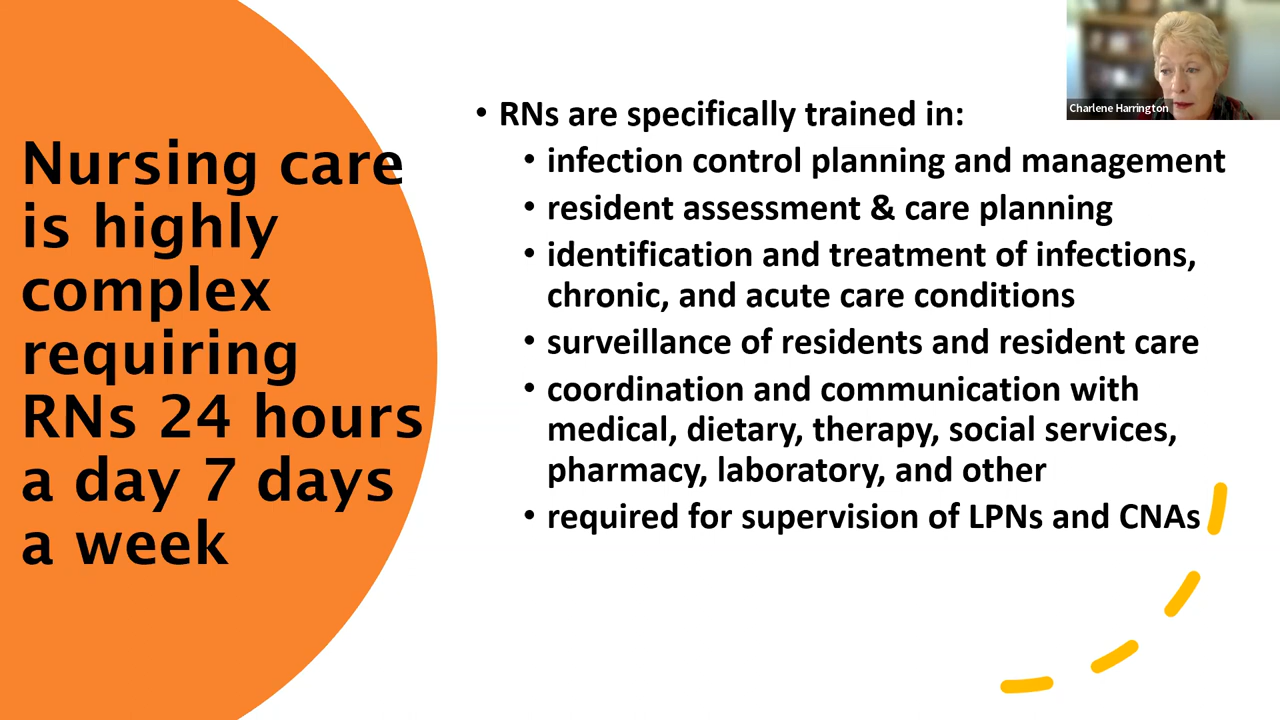 Nursing care
is highly
complex
requiring
RNs 24 hours
a day 7 days
a week
• RNs are specifically trained in:
• infection control planning and management
• resident assessment & care planning
• identification and treatment of infections,
chronic, and acute care conditions
• surveillance of residents and resident care
• coordination and communication with
medical, dietary, therapy, social services,
pharmacy, laboratory, and other
• required for supervision of LPNs and CNAs
Charlene Harrington